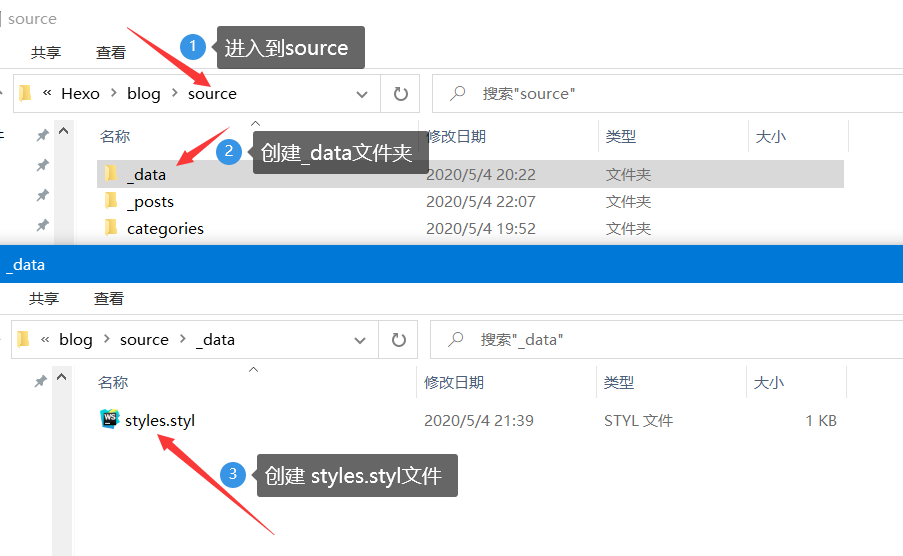 source
共享 查看
1 进入到source
« Hexo > blog > source
搜索"source"
名称 修改日期 类型 大小
2 创建_data文件夹
_data 2020/5/4 20:22 文件夹
_posts 2020/5/4 22:07 文件夹
categories 2020/5/4 19:52 文件夹
_data
共享 查看
« blog > source > _data
搜索"_data"
名称 修改日期 类型 大小
WS styles.styl 2020/5/4 21:39 STYL 文件 1 KB
3 创建 styles.styl文件